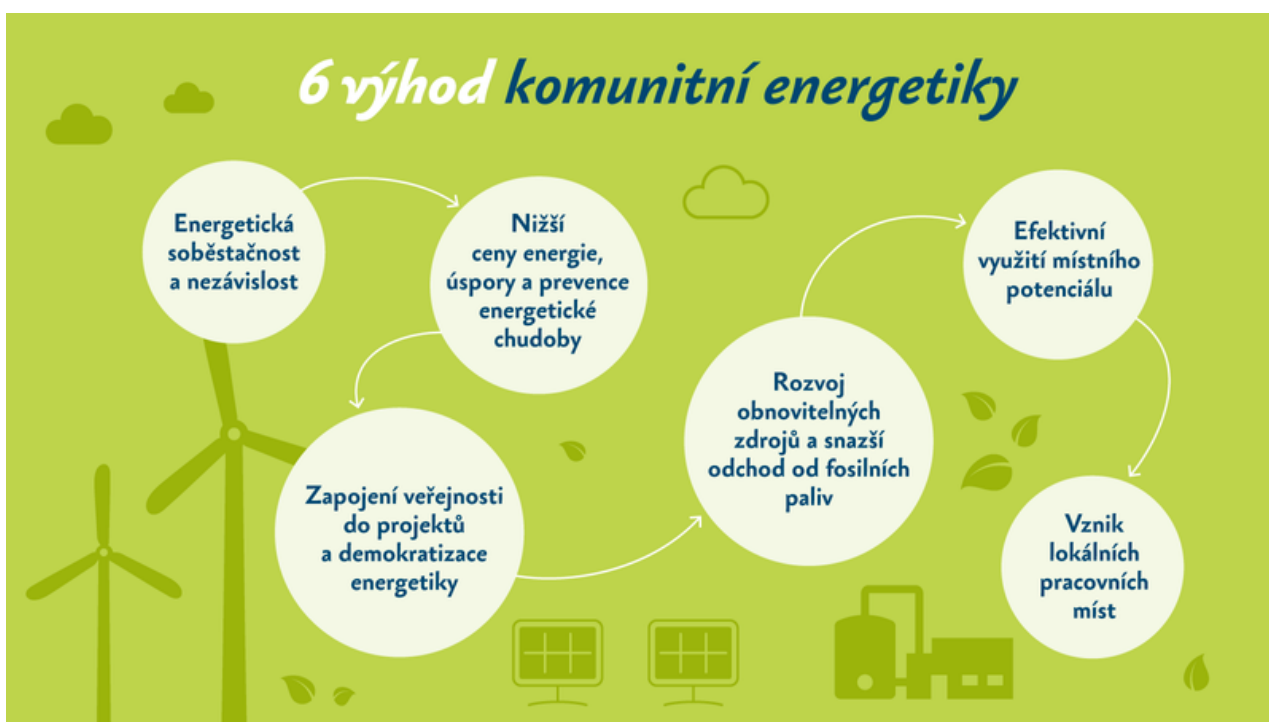 6 výhod komunitní energetiky
Energetická
soběstačnost
a nezávislost
Nižší
ceny energie,
úspory a prevence
energetické
chudoby
Zapojení veřejnosti
do projektů
a demokratizace
energetiky
Rozvoj
obnovitelných
zdrojů a snazší
odchod od fosilních
paliv
Efektivní
využití místního
potenciálu
Vznik
lokálních
pracovních
míst